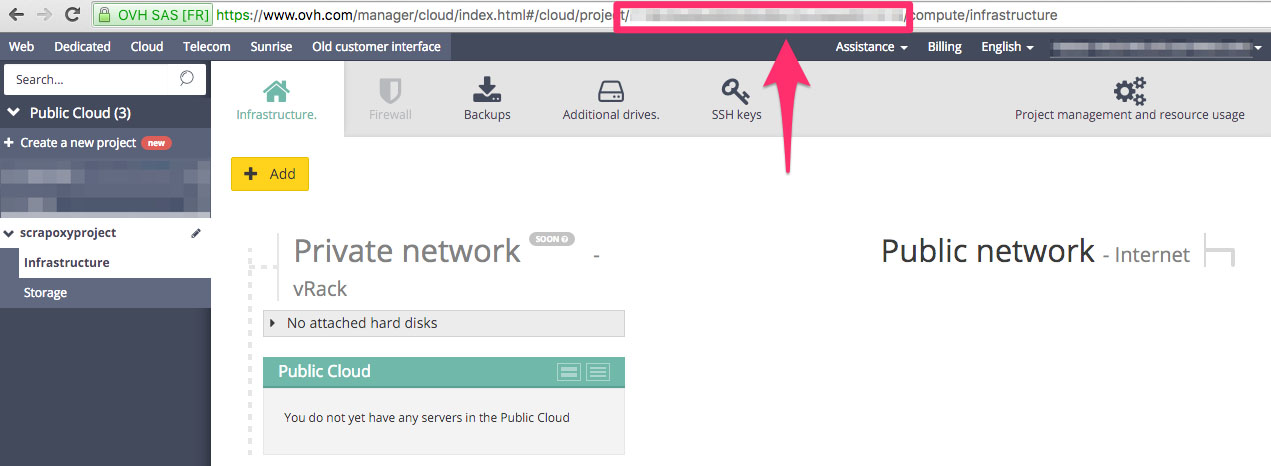 OVH SAS [FR] https://www.ovh.com/manager/cloud/index.html#/cloud/project/ /compute/infrastructure
Web Dedicated Cloud Telecom Sunrise Old customer interface Assistance Billing English
Search...
Public Cloud (3)
+ Create a new project new
scrapoxyproject
Infrastructure
Storage
Infrastructure. Firewall Backups Additional drives. SSH keys Project management and resource usage
+ Add
Private network SOON -
vRack
Public network - Internet
No attached hard disks
Public Cloud
You do not yet have any servers in the Public Cloud